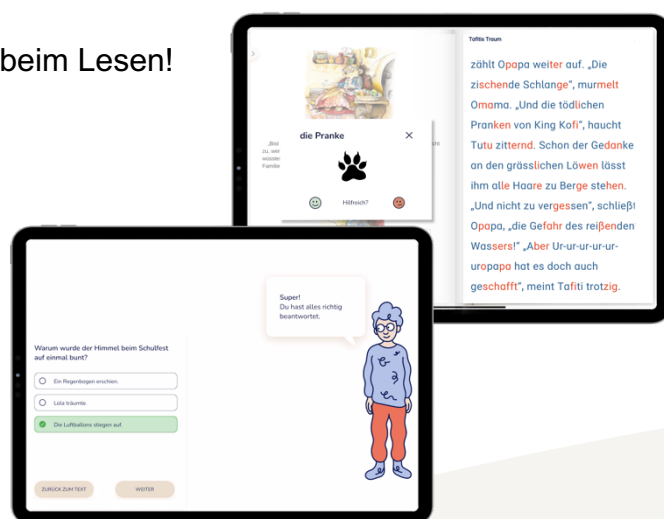 beim Lesen!
Tafitis Traum
zählt Opapa weiter auf. „Die
zischende Schlange“, murmelt
Omama. „Und die tödlichen
Pranken von King Kofi“, haucht
Tutu zitternd. Schon der Gedanke
an den grässlichen Löwen lässt
ihm alle Haare zu Berge stehen.
„Und nicht zu vergessen“, schließt
Opapa, „die Gefahr des reißenden
Wassers!“ „Aber Ur-ur-ur-ur-ur-
uropapa hat es doch auch
geschafft“, meint Tafiti trotzig.
die Pranke
Hilfreich?
Super!
Du hast alles richtig
beantwortet.
Warum wurde der Himmel beim Schulfest
auf einmal bunt?
Ein Regenbogen erschien.
Lola träumte.
Die Luftballons stiegen auf.
ZURÜCK ZUM TEXT
WEITER